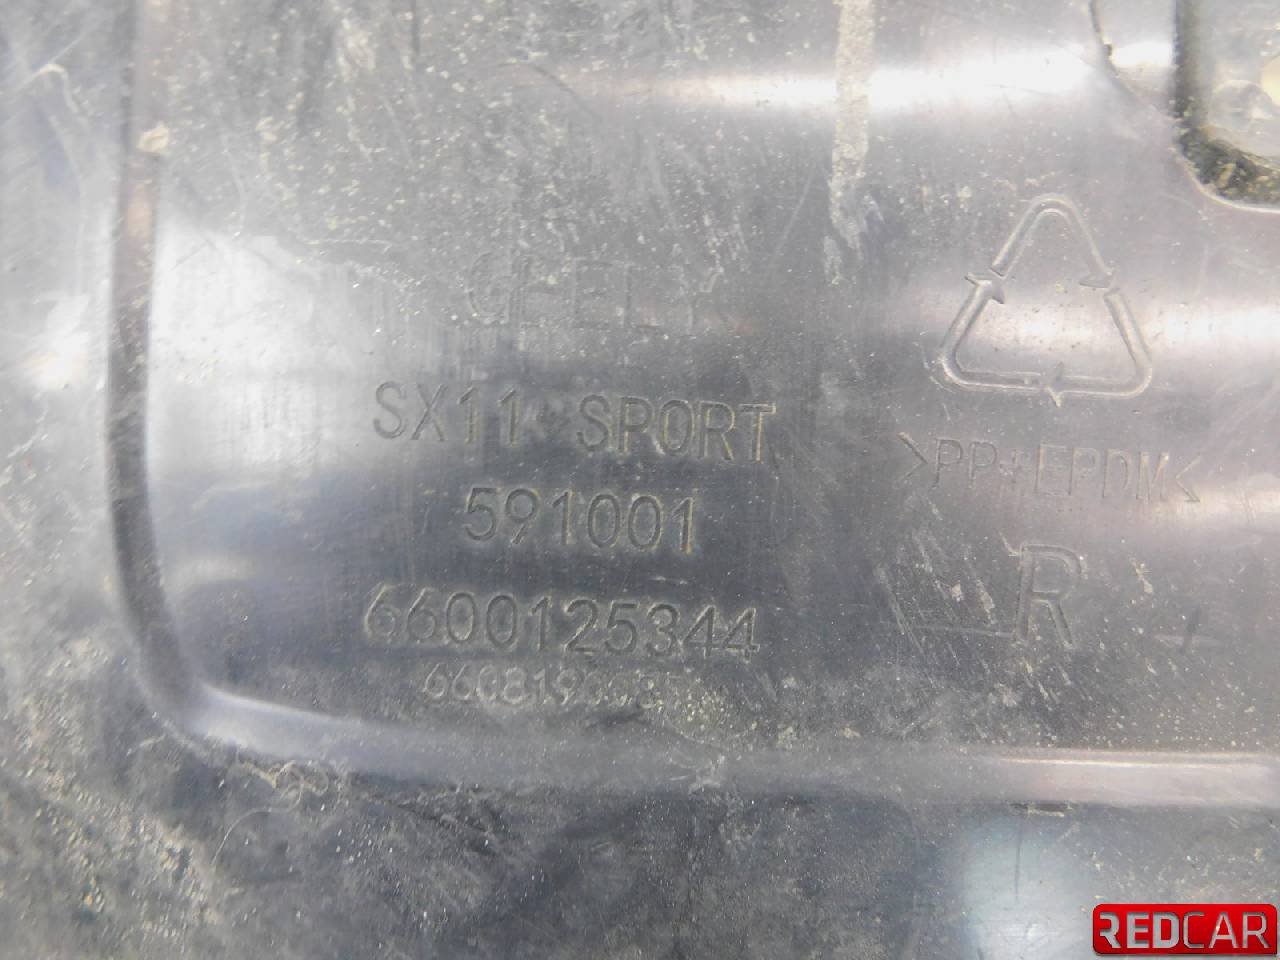 GEELY
SX11 SPORT
591001
6600125344
>PP+EPDM<
R
REDCAR